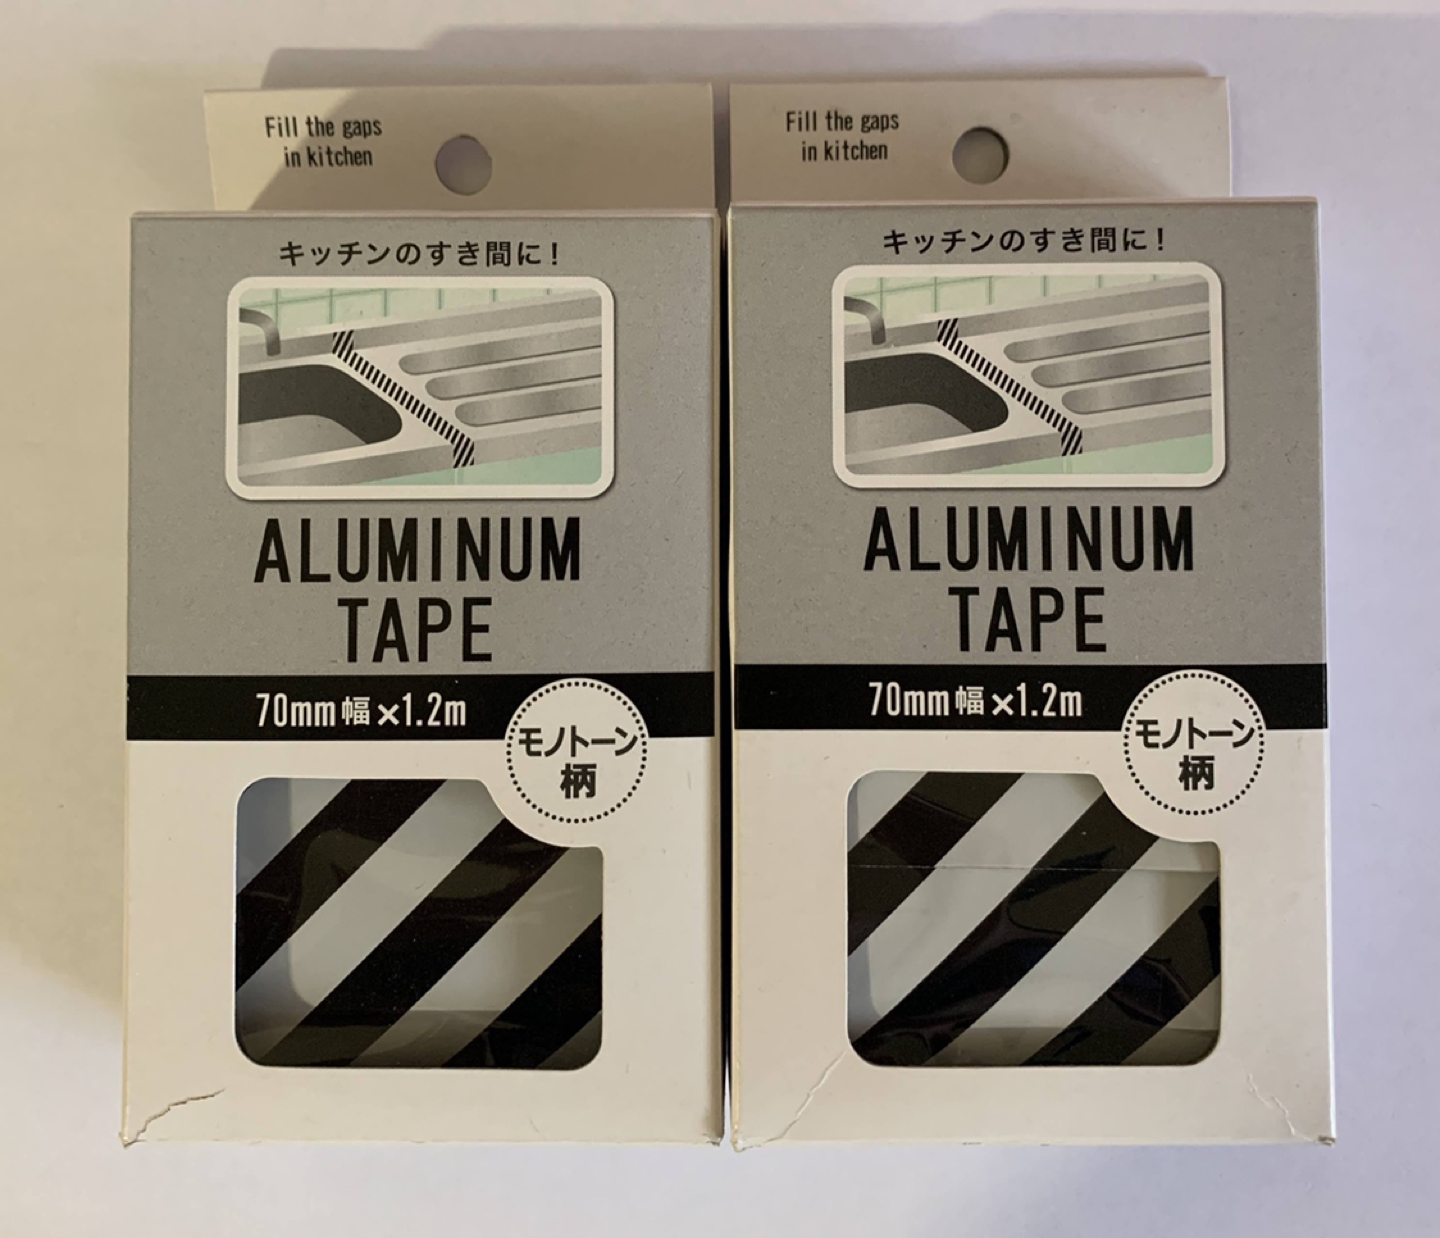 Fill the gaps
in kitchen
キッチンのすき間に!
ALUMINUM
TAPE
70mm幅×1.2m
モノトーン
柄
Fill the gaps
in kitchen
キッチンのすき間に!
ALUMINUM
TAPE
70mm幅×1.2m
モノトーン
柄